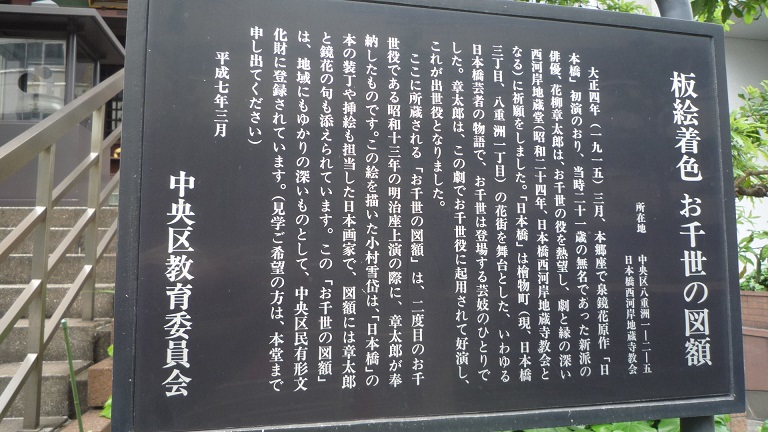 板絵着色 お千世の図額
所在地 中央区八重洲一―二―五
日本橋西河岸地蔵寺教会
大正四年(一九一五)三月、本郷座で泉鏡花原作「日
本橋」初演のおり、当時二十一歳の無名であった新派の
俳優、花柳章太郎は、お千世の役を熱望し、劇と縁の深い
西河岸地蔵堂(昭和二十四年、日本橋西河岸地蔵寺教会と
なる)に祈願をしました。「日本橋」は檜物町(現、日本橋
三丁目、八重洲一丁目)の花街を舞台とした、いわゆる
日本橋芸者の物語で、お千世は登場する芸妓のひとりで
した。章太郎は、この劇でお千世役に起用されて好演し、
これが出世役となりました。
ここに所蔵される「お千世の図額」は、二度目のお千
世役である昭和十三年の明治座上演の際に、章太郎が奉
納したものです。この絵を描いた小村雪岱は、「日本橋」の
本の装丁や挿絵も担当した日本画家で、図額には章太郎
と鏡花の句も添えられています。この「お千世の図額」
は、地域にもゆかりの深いものとして、中央区民有形文
化財に登録されています。(見学ご希望の方は、本堂まで
申し出てください)
平成七年三月
中央区教育委員会